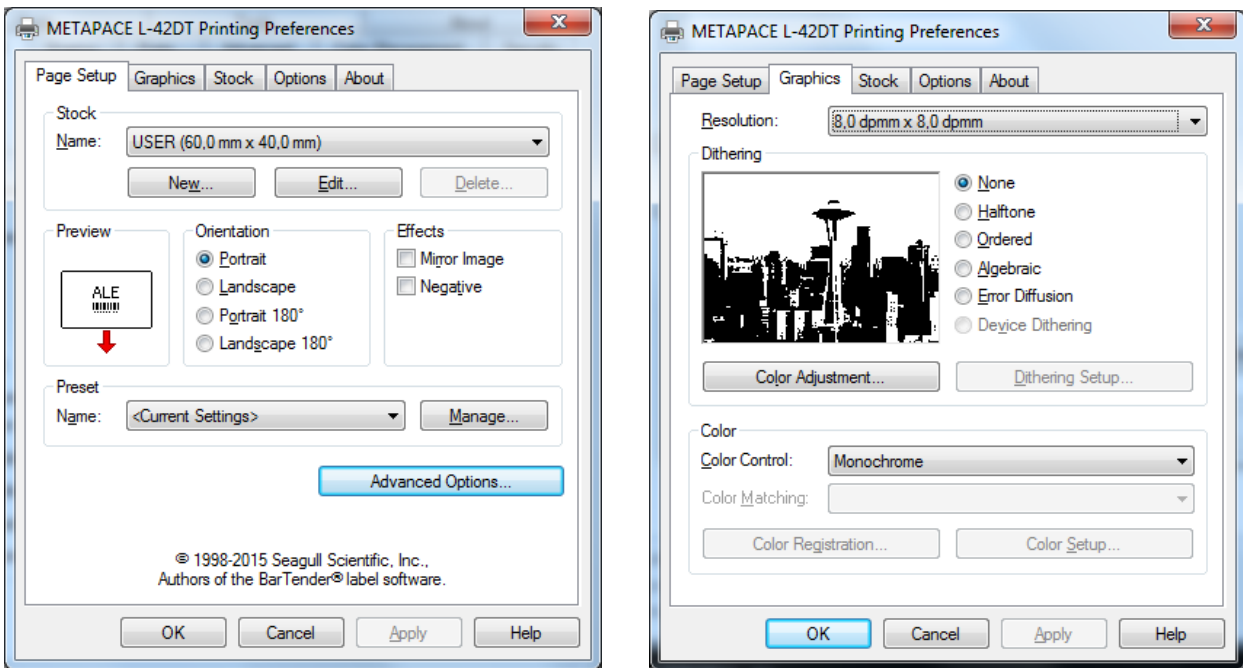 METAPACE L-42DT Printing Preferences
Page Setup Graphics Stock Options About
Stock
Name: USER (60,0 mm x 40,0 mm)
New... Edit... Delete...
Preview Orientation Effects
Portrait Mirror Image
ALE Landscape Negative
Portrait 180°
Landscape 180°
Preset
Name: <Current Settings> Manage...
Advanced Options...
© 1998-2015 Seagull Scientific, Inc.,
Authors of the BarTender® label software.
OK Cancel Apply Help
METAPACE L-42DT Printing Preferences
Page Setup Graphics Stock Options About
Resolution: 8,0 dpmm x 8,0 dpmm
Dithering
None
Halftone
Ordered
Algebraic
Error Diffusion
Device Dithering
Color Adjustment... Dithering Setup...
Color
Color Control: Monochrome
Color Matching:
Color Registration... Color Setup...
OK Cancel Apply Help